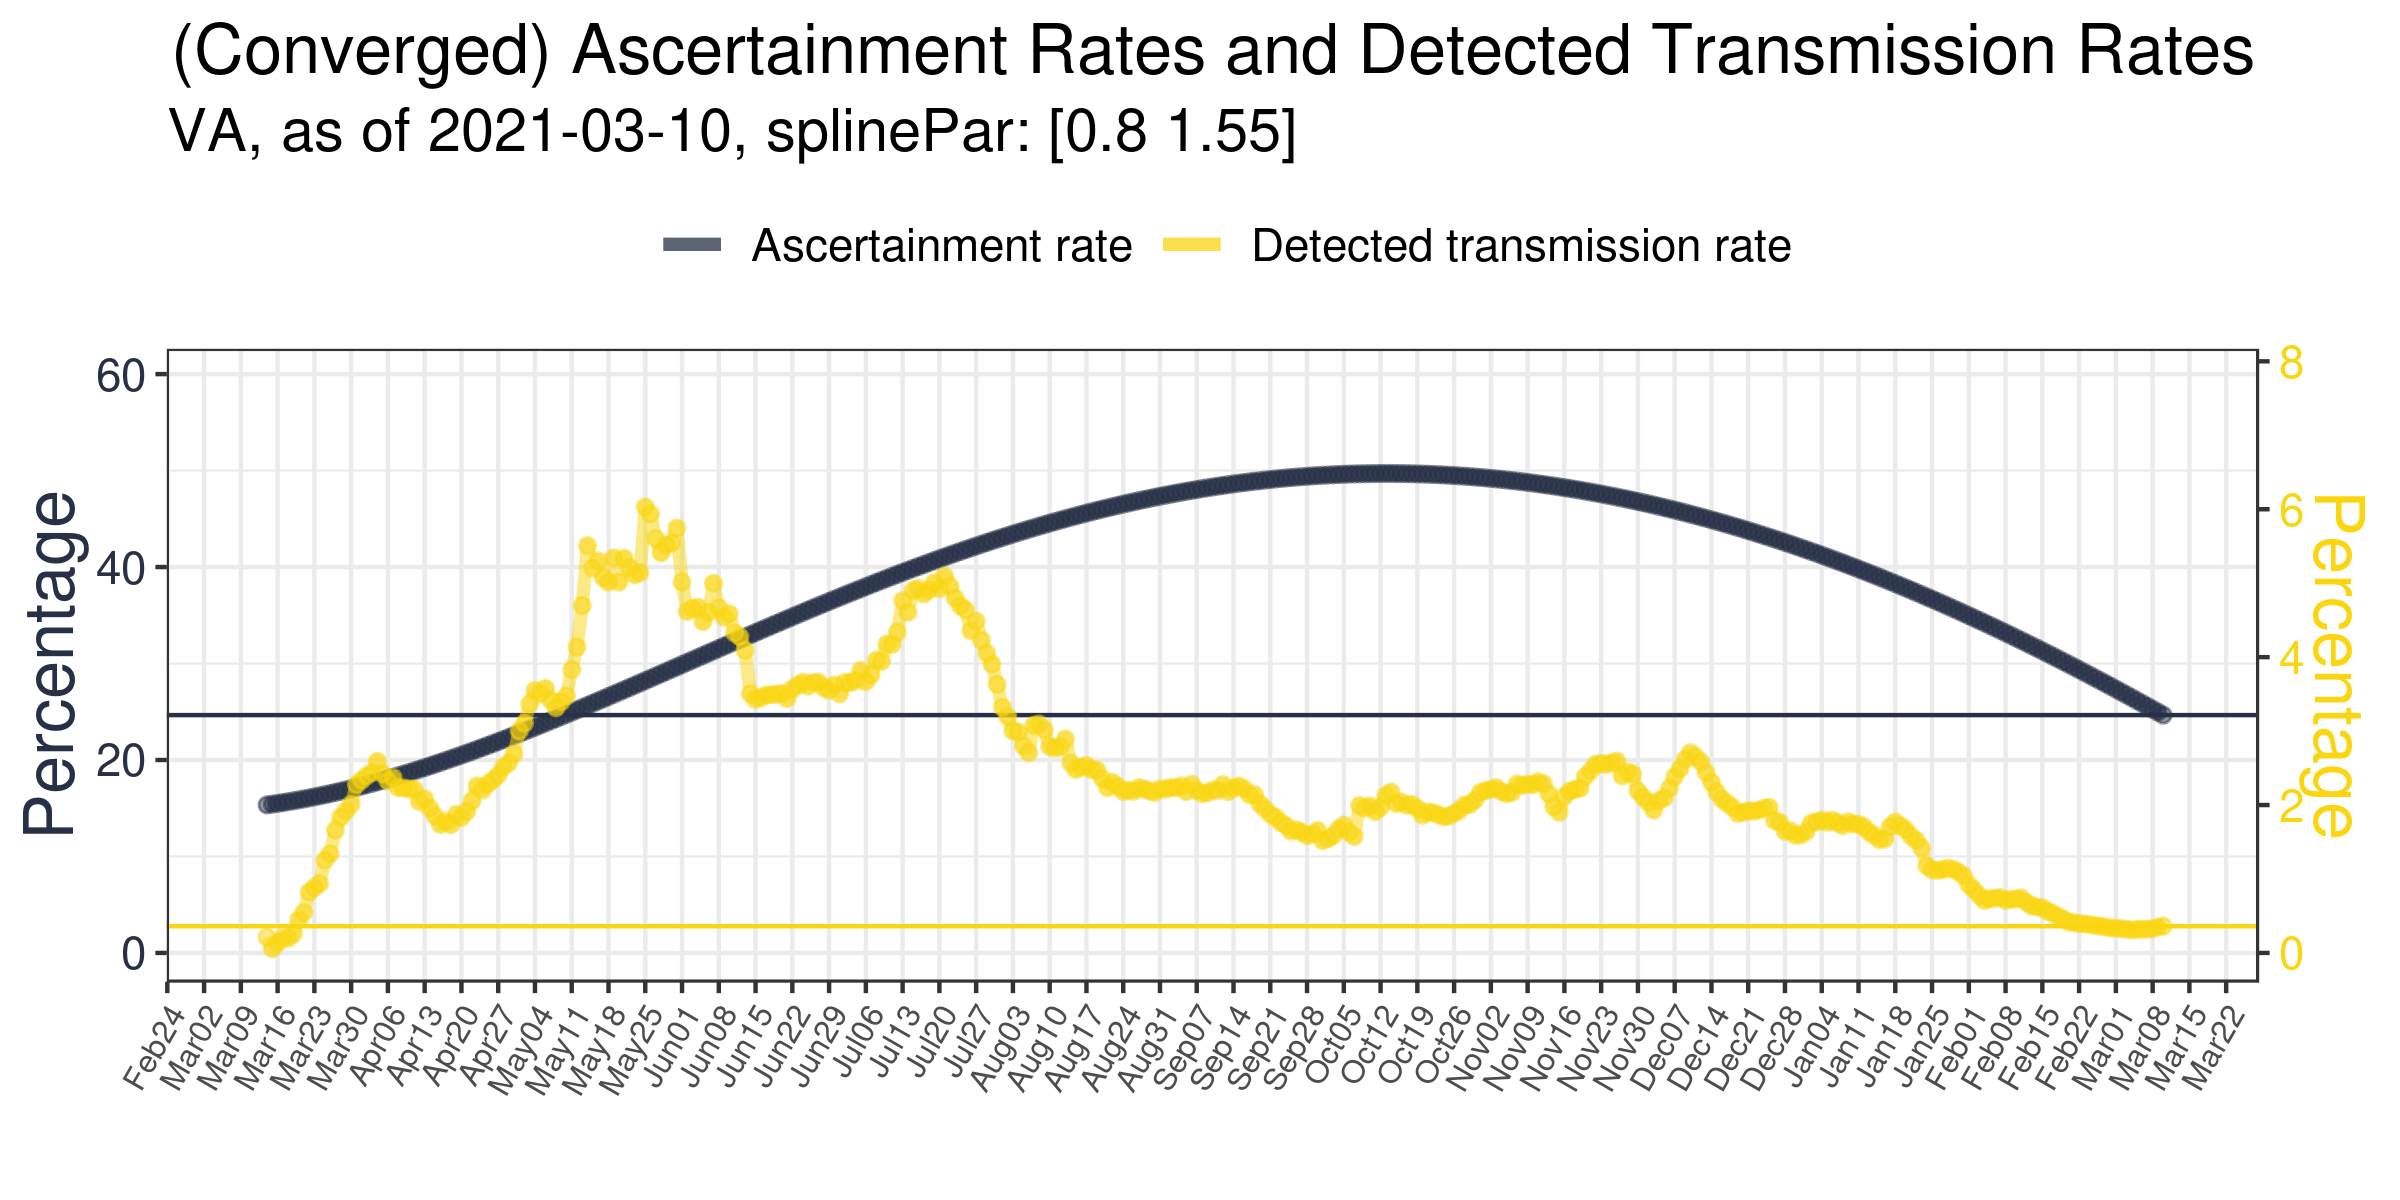 (Converged) Ascertainment Rates and Detected Transmission Rates
VA, as of 2021-03-10, splinePar: [0.8 1.55]
Ascertainment rate Detected transmission rate
Percentage
60
40
20
0
8
6
4
2
0
Percentage
Feb24 Mar02 Mar09 Mar16 Mar23 Mar30 Apr06 Apr13 Apr20 Apr27 May04 May11 May18 May25 Jun01 Jun08 Jun15 Jun22 Jun29 Jul06 Jul13 Jul20 Jul27 Aug03 Aug10 Aug17 Aug24 Aug31 Sep07 Sep14 Sep21 Sep28 Oct05 Oct12 Oct19 Oct26 Nov02 Nov09 Nov16 Nov23 Nov30 Dec07 Dec14 Dec21 Dec28 Jan04 Jan11 Jan18 Jan25 Feb01 Feb08 Feb15 Feb22 Mar01 Mar08 Mar15 Mar22